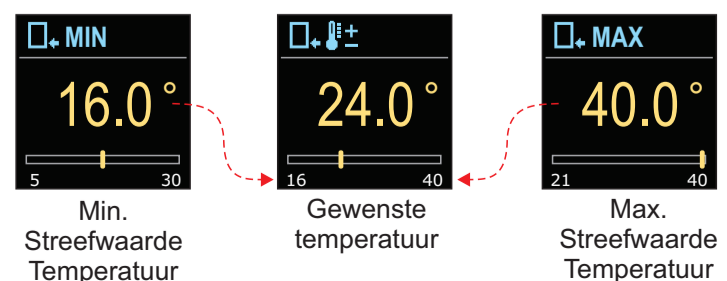 MIN
16.0°
5 30
Min.
Streefwaarde
Temperatuur
±
24.0°
16 40
Gewenste
temperatuur
MAX
40.0°
21 40
Max.
Streefwaarde
Temperatuur